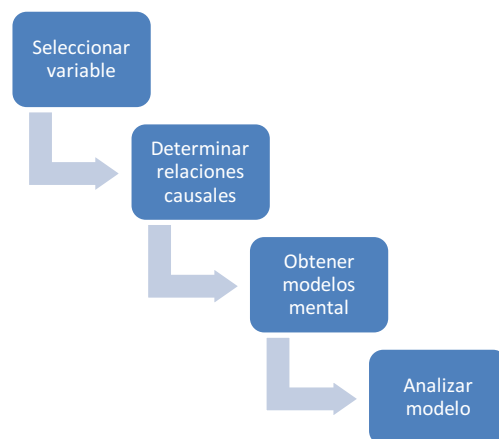 Seleccionar
variable
Determinar
relaciones
causales
Obtener
modelos
mental
Analizar
modelo